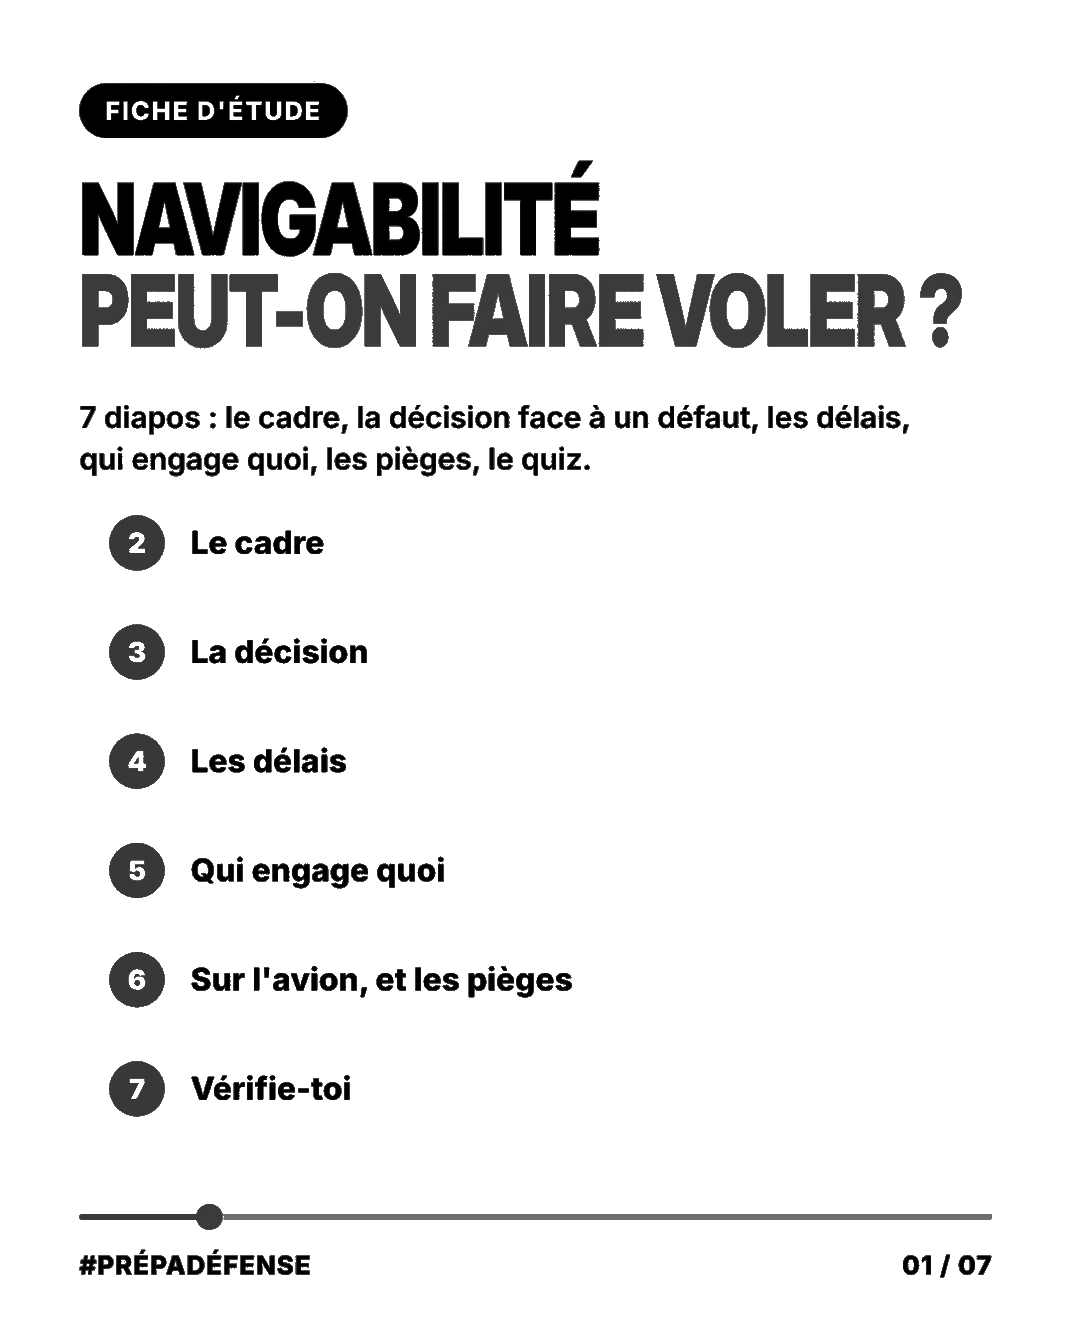 FICHE D'ÉTUDE
NAVIGABILITÉ
PEUT-ON FAIRE VOLER ?
7 diapos : le cadre, la décision face à un défaut, les délais,
qui engage quoi, les pièges, le quiz.
2 Le cadre
3 La décision
4 Les délais
5 Qui engage quoi
6 Sur l'avion, et les pièges
7 Vérifie-toi
#PRÉPADÉFENSE 01 / 07